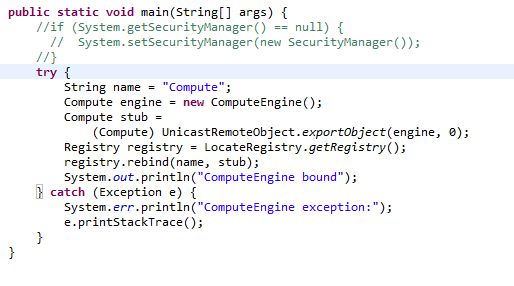 public static void main(String[] args) {
    //if (System.getSecurityManager() == null) {
      //  System.setSecurityManager(new SecurityManager());
    //}
    try {
        String name = "Compute";
        Compute engine = new ComputeEngine();
        Compute stub =
            (Compute) UnicastRemoteObject.exportObject(engine, 0);
        Registry registry = LocateRegistry.getRegistry();
        registry.rebind(name, stub);
        System.out.println("ComputeEngine bound");
    } catch (Exception e) {
        System.err.println("ComputeEngine exception:");
        e.printStackTrace();
    }
}